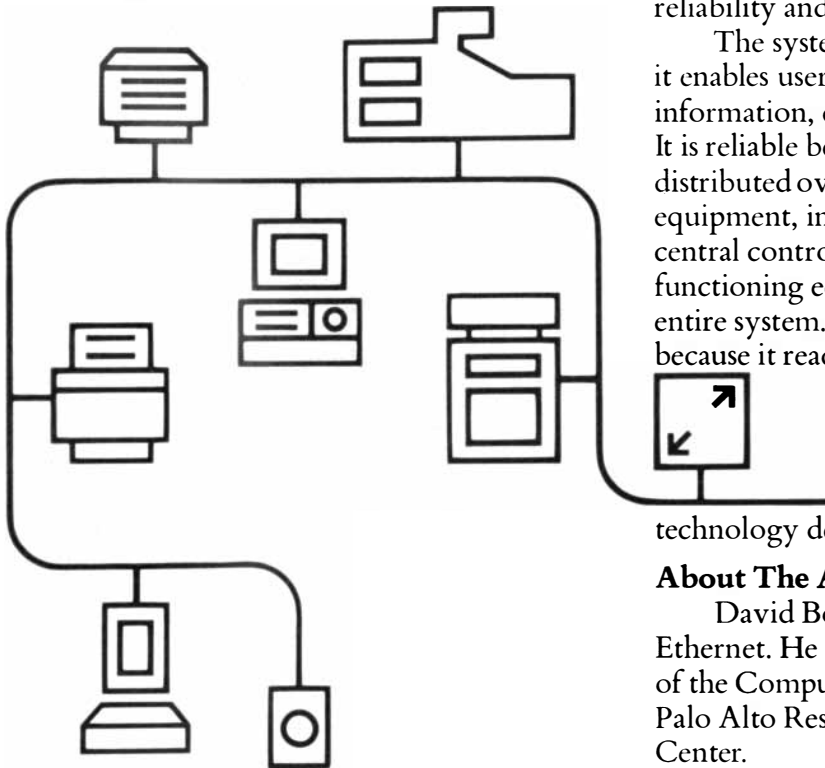 reliability and
The syste
it enables user
information,
It is reliable be
distributed ov
equipment, in
central contro
functioning e
entire system.
because it read
technology de
About The A
David Bo
Ethernet. He
of the Compu
Palo Alto Res
Center.